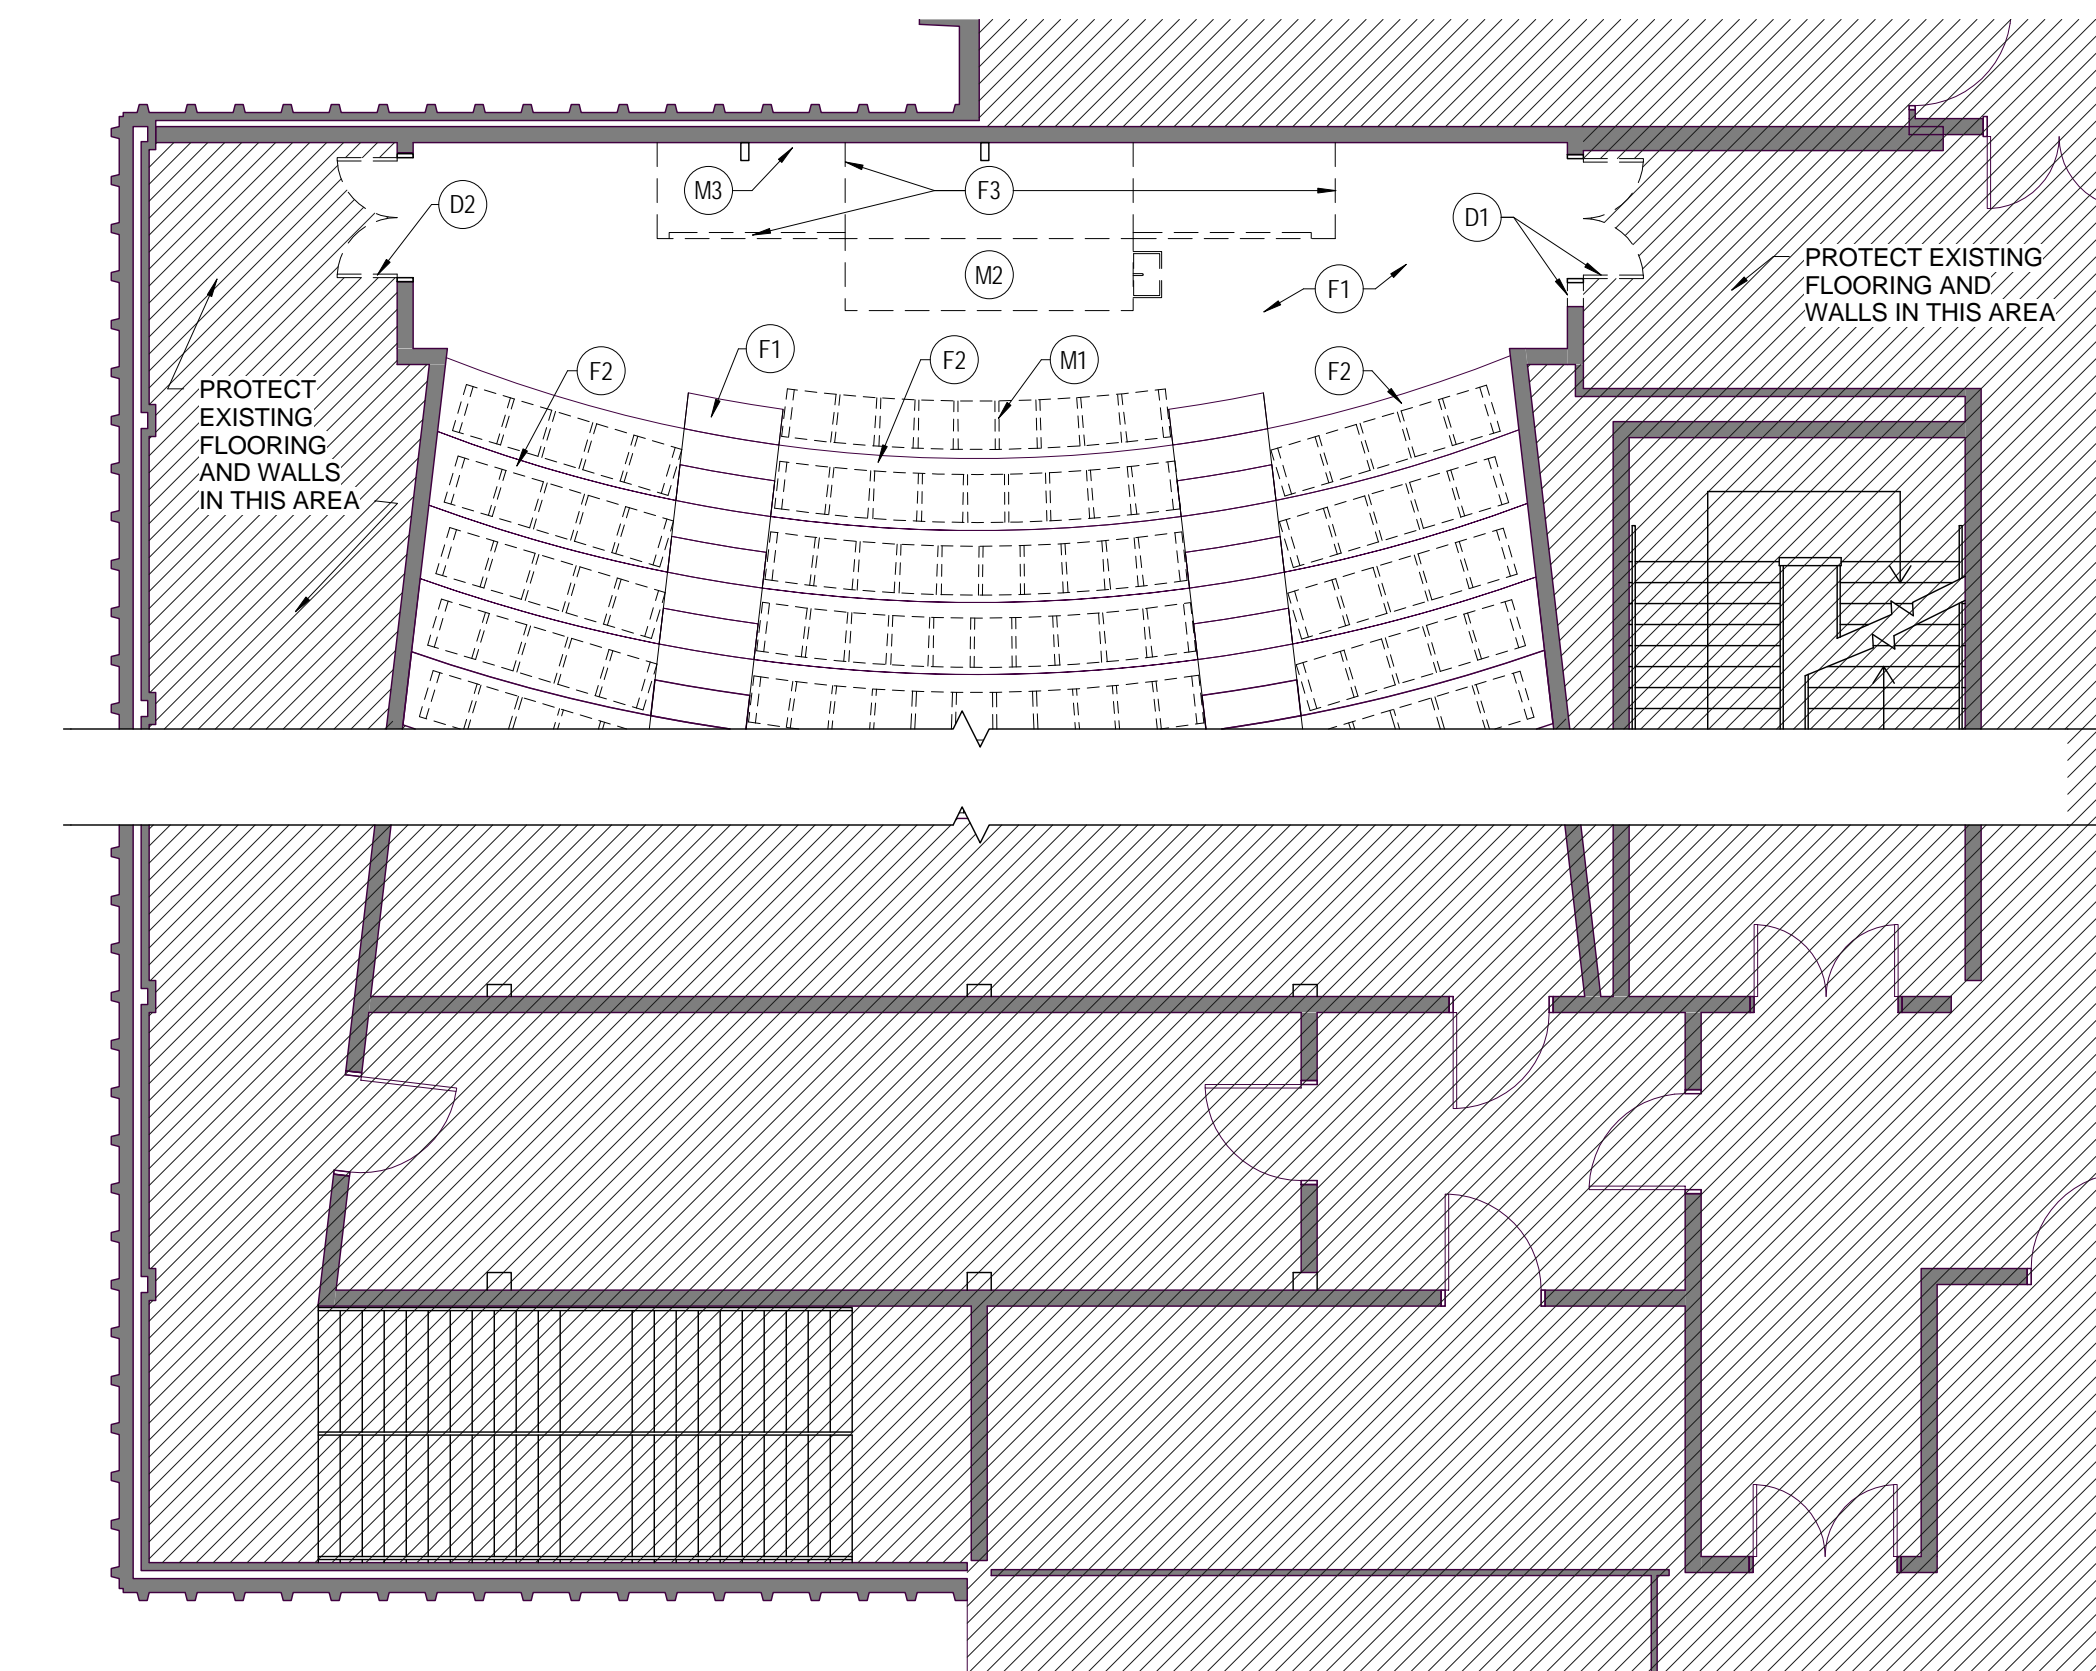 M3
F3
D2
D1
PROTECT EXISTING
FLOORING AND
WALLS IN THIS AREA
M2
F1
F1
F2
F2
M1
F2
PROTECT
EXISTING
FLOORING
AND WALLS
IN THIS AREA